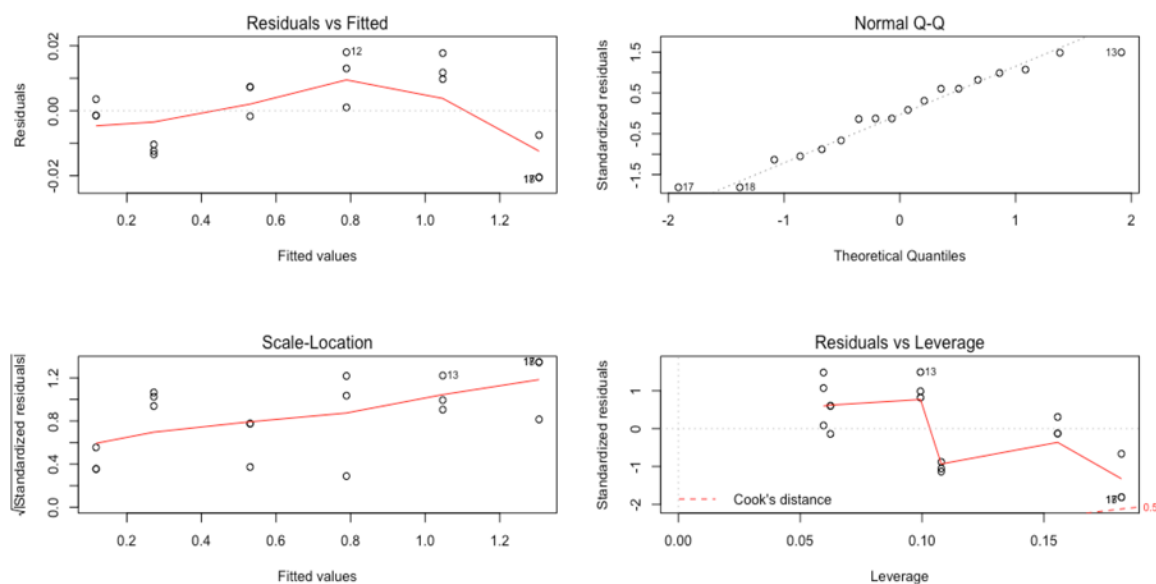 Residuals vs Fitted
Residuals
0.02
0.00
-0.02
12
0.2 0.4 0.6 0.8 1.0 1.2
Fitted values
Normal Q-Q
Standardized residuals
1.5
0.5
-0.5
-1.5
13
17
18
-2 -1 0 1 2
Theoretical Quantiles
Scale-Location
√|Standardized residuals|
1.2
0.8
0.4
0.0
13
0.2 0.4 0.6 0.8 1.0 1.2
Fitted values
Residuals vs Leverage
Standardized residuals
1
0
-1
-2
13
Cook's distance
0.5
0.00 0.05 0.10 0.15
Leverage